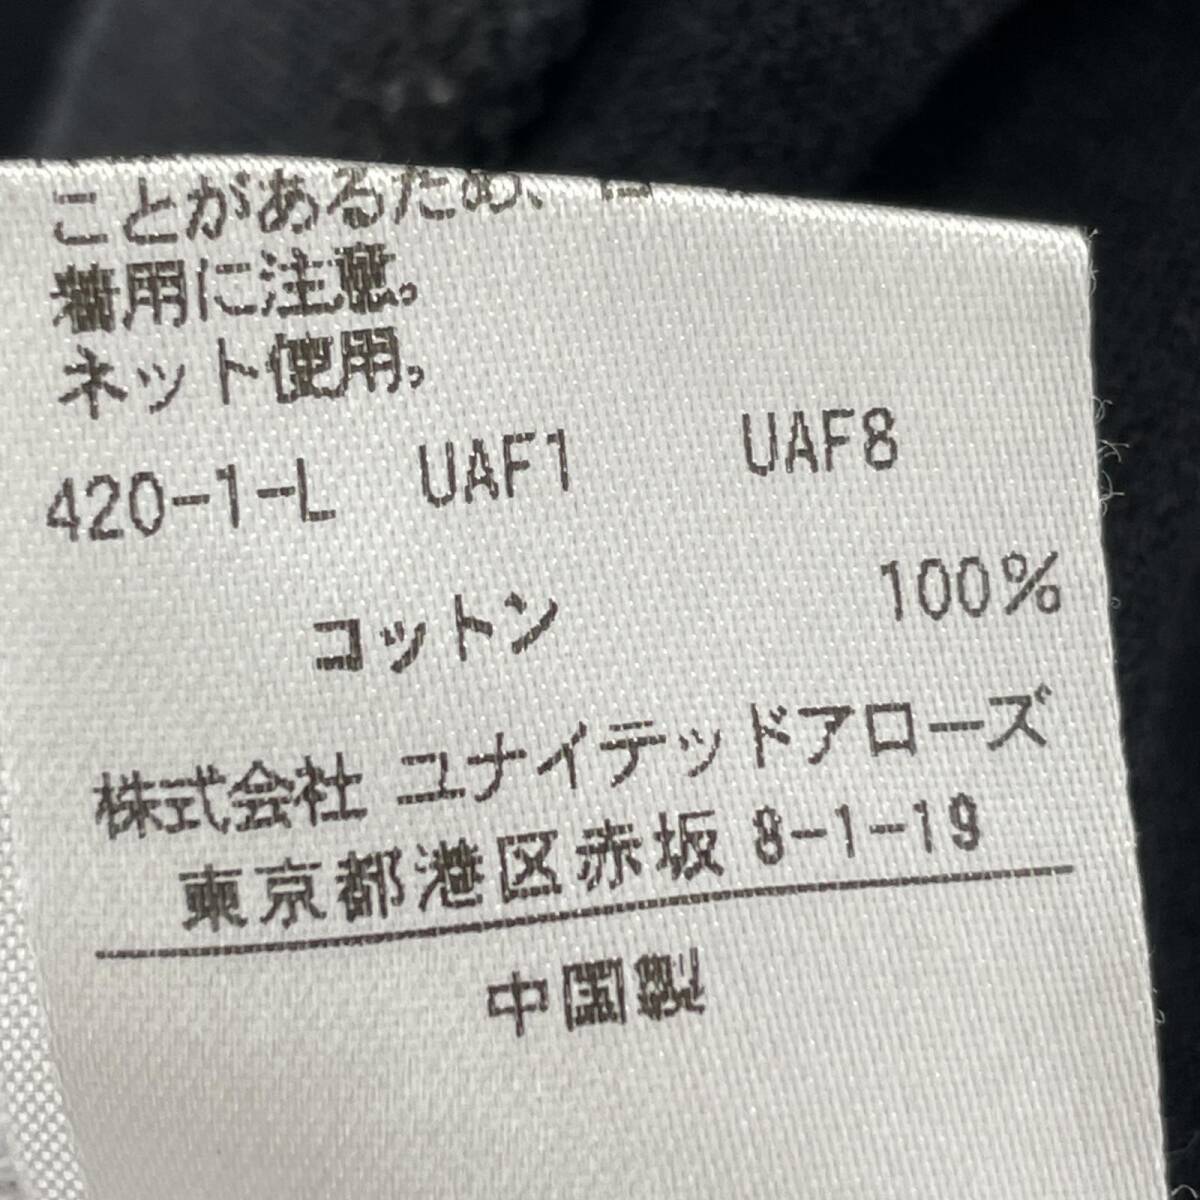 ことがあるため、
着用に注意。
ネット使用。
420-1-L UAF1 UAF8
コットン 100%
株式会社 ユナイテッドアローズ
東京都港区赤坂 8-1-19
中国製